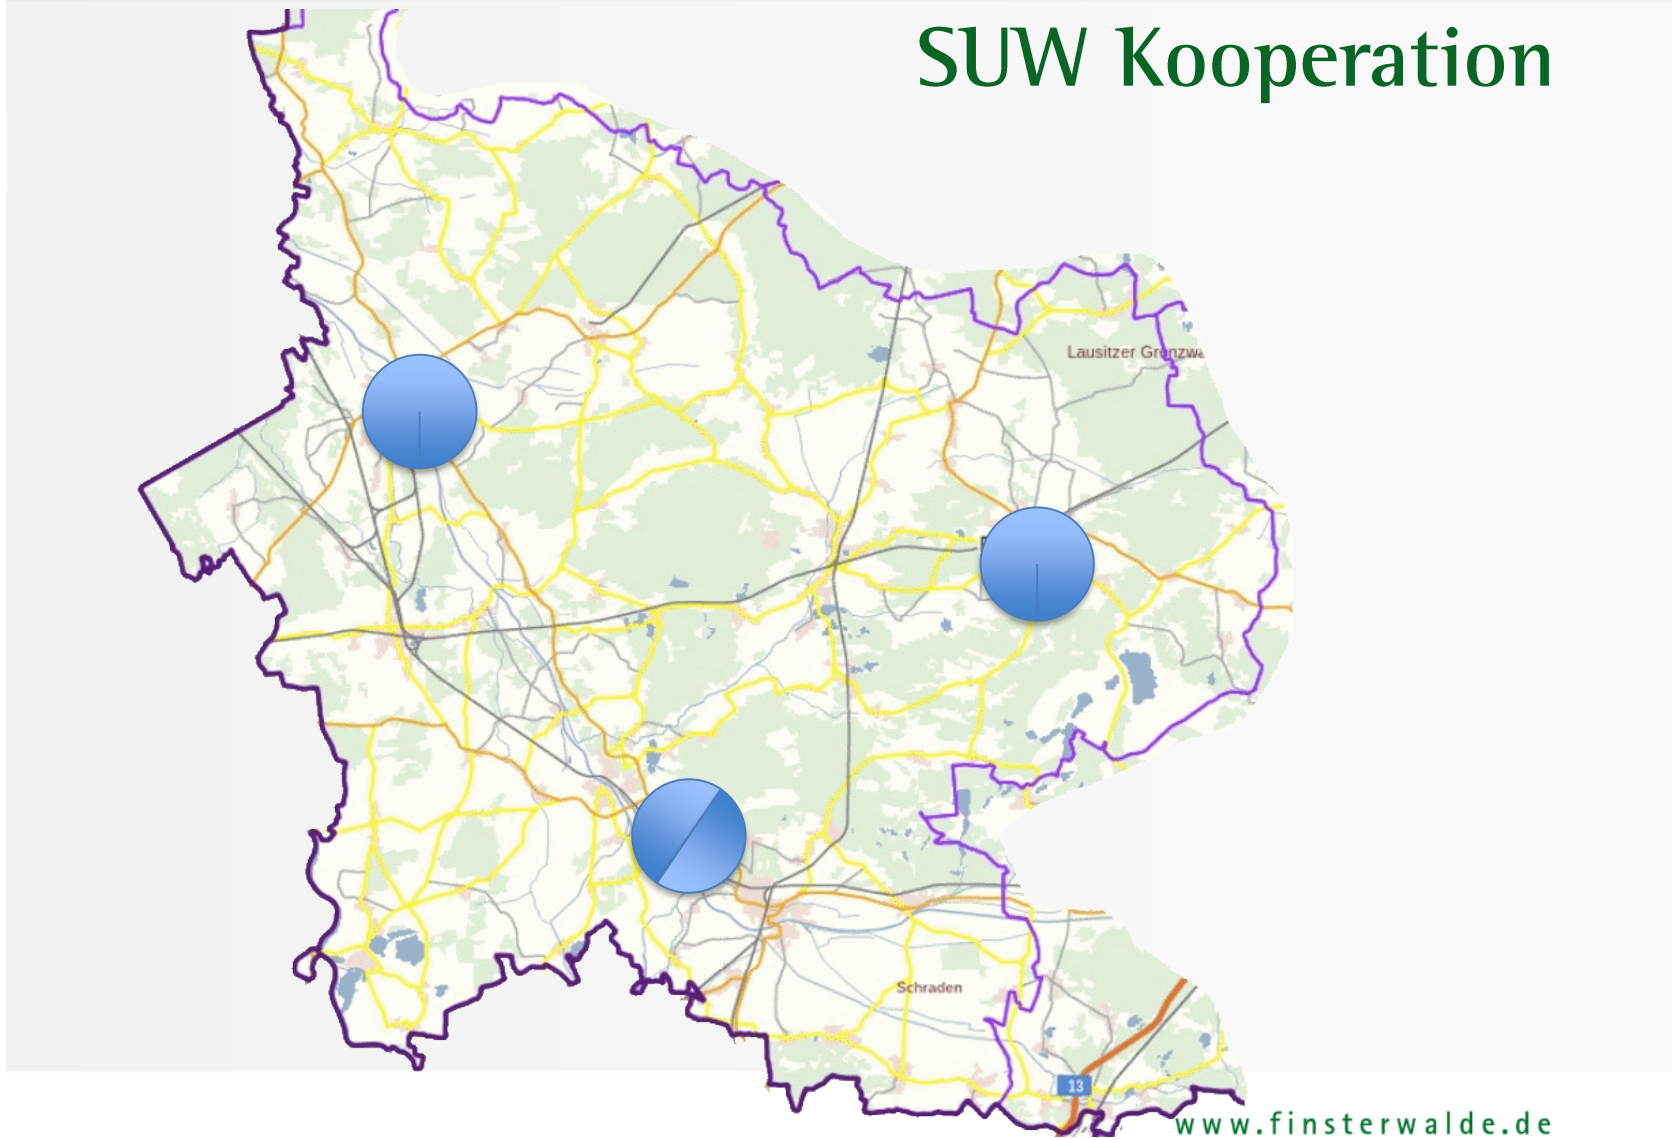 SUW Kooperation
Lausitzer Grenzwa
Schraden
13
www.finsterwalde.de